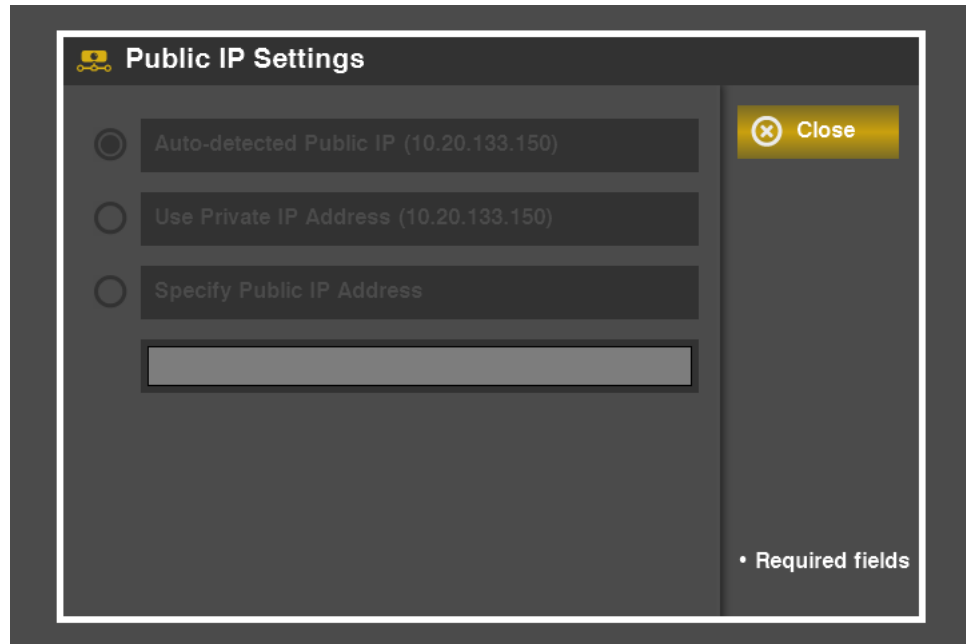 Public IP Settings
Auto-detected Public IP (10.20.133.150)
Close
Use Private IP Address (10.20.133.150)
Specify Public IP Address
• Required fields